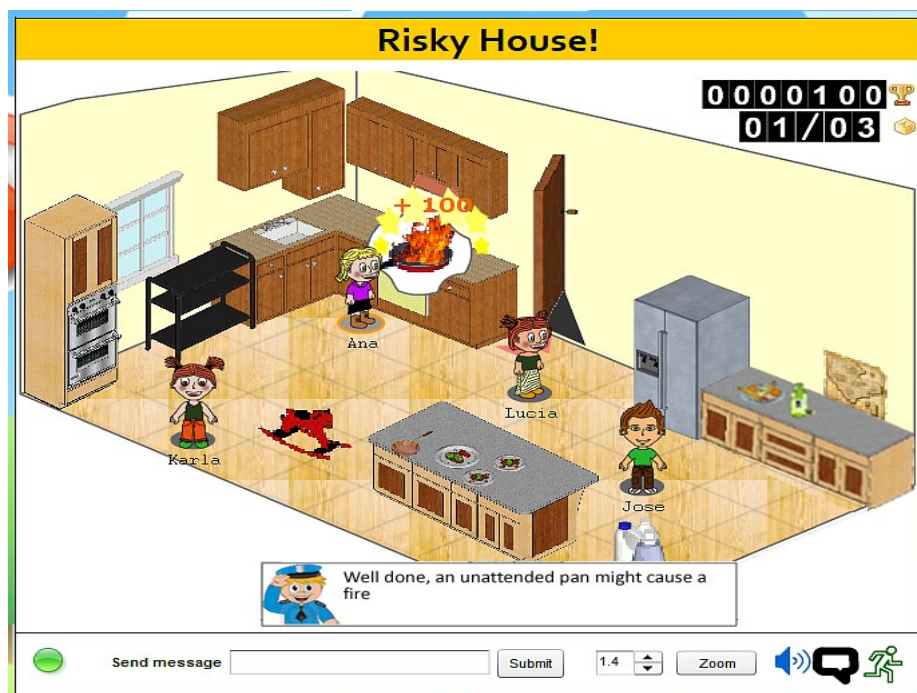 Risky House!
0000100
01/03
+ 100
Ana
Lucia
Karla
Jose
Well done, an unattended pan might cause a
fire
Send message
Submit
1.4
Zoom